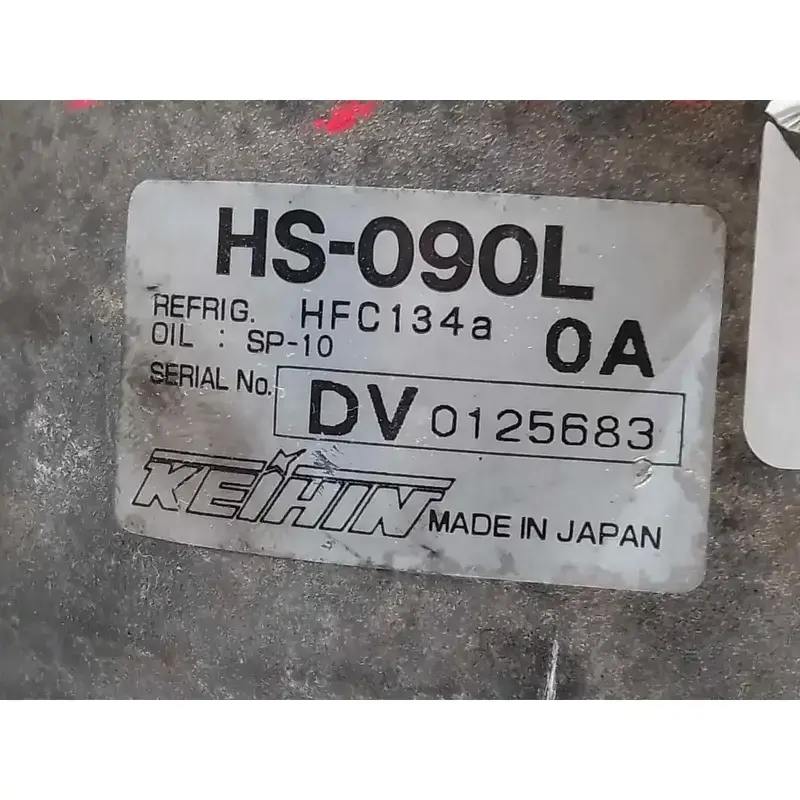 HS-090L
REFRIG. HFC134a 0A
OIL : SP-10
SERIAL No. DV 0125683
KEIHIN MADE IN JAPAN